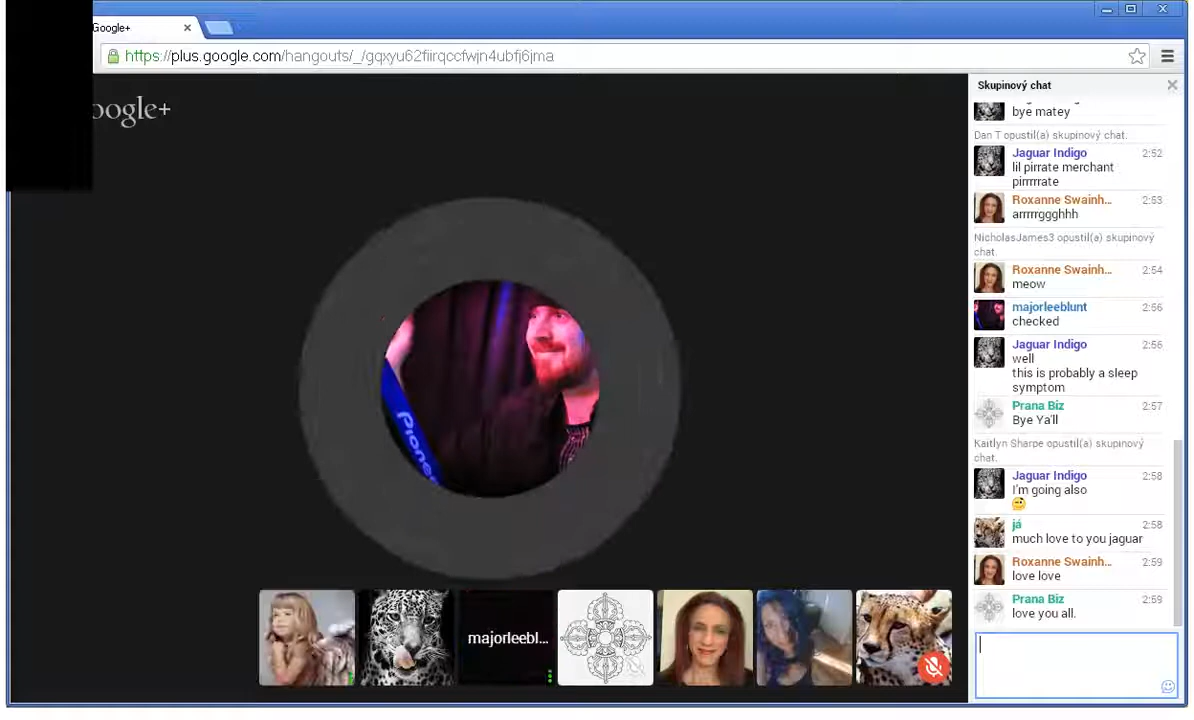 Google+
https://plus.google.com/hangouts/_/gqxyu62fiirqccfwjn4ubfj6jma
oogle+
Pioneer
majorleebl...
Skupinový chat
bye matey
Dan T opustil(a) skupinový chat.
Jaguar Indigo 2:52
lil pirrate merchant
pirrrrrate
Roxanne Swainh... 2:53
arrrrrggghhh
NicholasJames3 opustil(a) skupinový
chat.
Roxanne Swainh... 2:54
meow
majorleeblunt 2:56
checked
Jaguar Indigo 2:56
well
this is probably a sleep
symptom
Prana Biz 2:57
Bye Ya'll
Kaitlyn Sharpe opustil(a) skupinový
chat.
Jaguar Indigo 2:58
I'm going also
já 2:58
much love to you jaguar
Roxanne Swainh... 2:59
love love
Prana Biz 2:59
love you all.